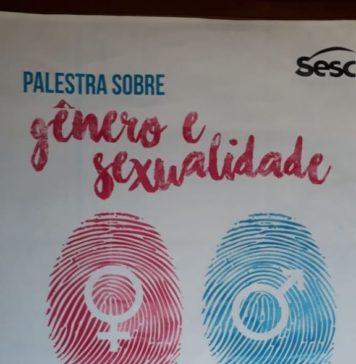 Sesc
PALESTRA SOBRE
gênero e
sexualidade